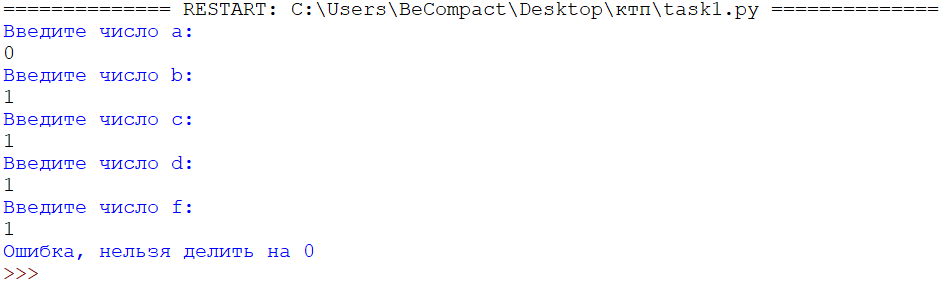 ============== RESTART: C:\Users\BeCompact\Desktop\ктп\task1.py ==============
Введите число a:
0
Введите число b:
1
Введите число c:
1
Введите число d:
1
Введите число f:
1
Ошибка, нельзя делить на 0
>>>